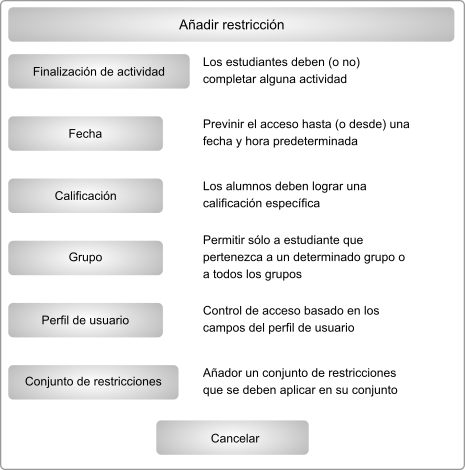 Añadir restricción
Finalización de actividad
Los estudiantes deben (o no)
completar alguna actividad
Fecha
Previnir el acceso hasta (o desde) una
fecha y hora predeterminada
Calificación
Los alumnos deben lograr una
calificación específica
Grupo
Permitir sólo a estudiante que
pertenezca a un determinado grupo o
a todos los grupos
Perfil de usuario
Control de acceso basado en los
campos del perfil de usuario
Conjunto de restricciones
Añador un conjunto de restricciones
que se deben aplicar en su conjunto
Cancelar